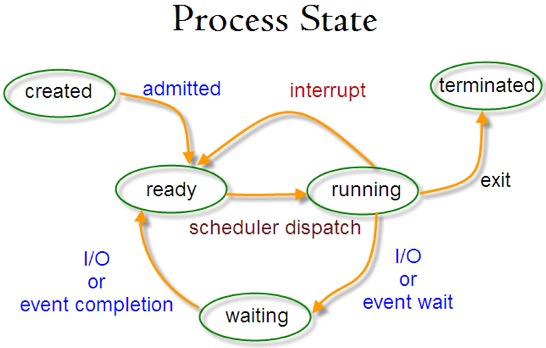 Process State
created
admitted
interrupt
terminated
ready
running
exit
scheduler dispatch
I/O
or
event completion
I/O
or
event wait
waiting